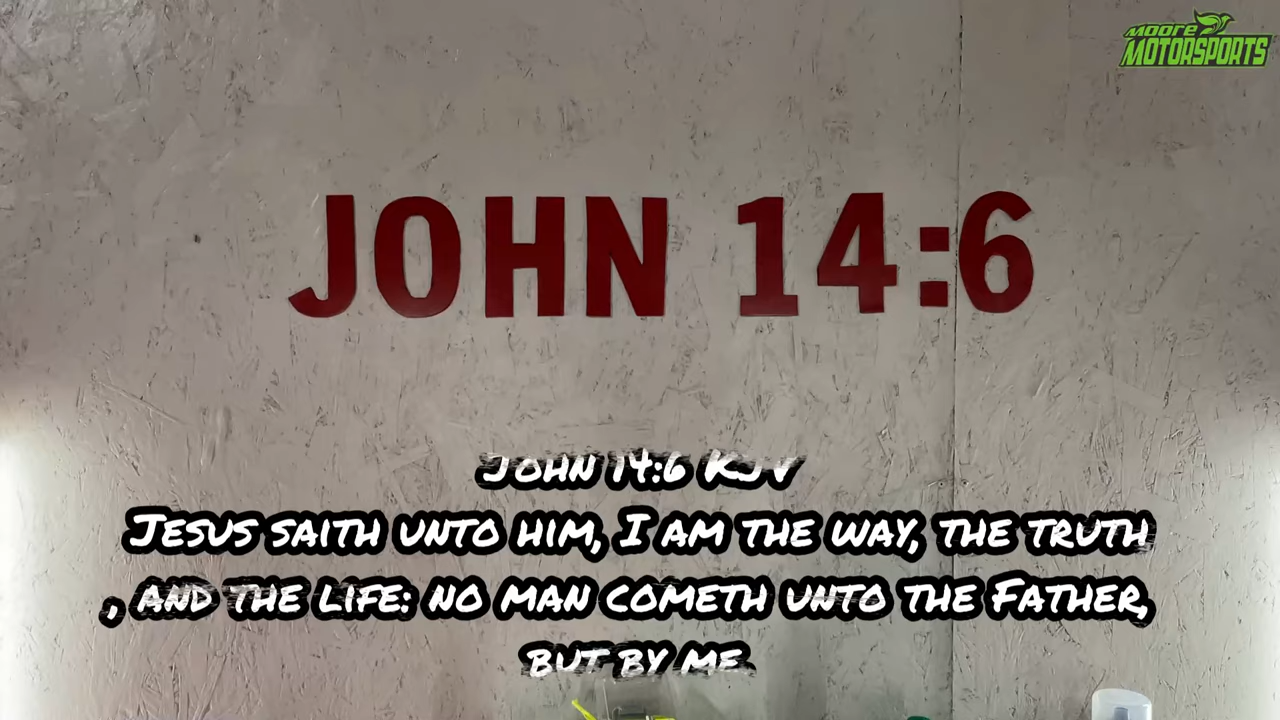 MOORE
MOTORSPORTS
JOHN 14:6
John 14:6 KJV
Jesus saith unto him, I am the way, the truth
, and the life: no man cometh unto the Father,
but by me.